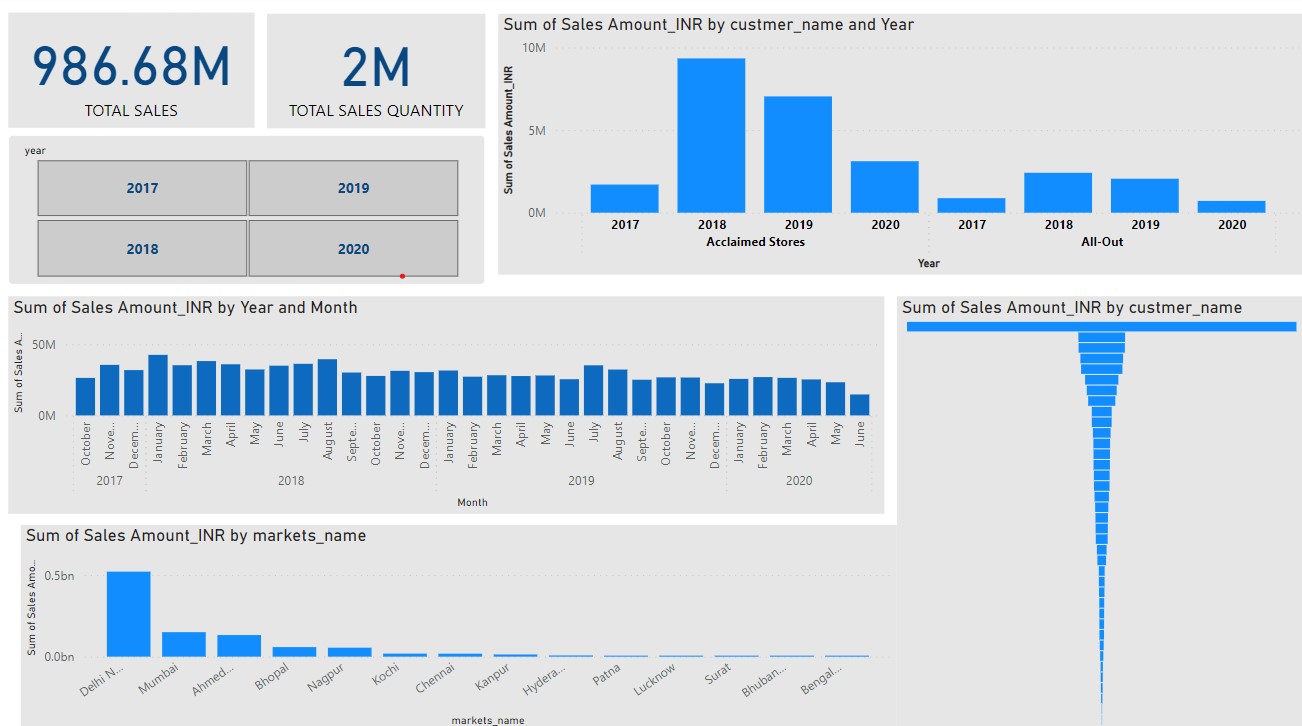 986.68M
TOTAL SALES
2M
TOTAL SALES QUANTITY
year
2017
2019
2018
2020
Sum of Sales Amount_INR by custmer_name and Year
Sum of Sales Amount_INR
10M
5M
0M
2017 2018 2019 2020 2017 2018 2019 2020
Acclaimed Stores All-Out
Year
Sum of Sales Amount_INR by Year and Month
Sum of Sales A...
50M
0M
October Nove... Decem... January February March April May June July August Septe... October Nove... Decem... January February March April May June July August Septe... October Nove... Decem... January February March April May June
2017 2018 2019 2020
Month
Sum of Sales Amount_INR by custmer_name
Sum of Sales Amount_INR by markets_name
Sum of Sales Amo...
0.5bn
0.0bn
Delhi N... Mumbai Ahmed... Bhopal Nagpur Kochi Chennai Kanpur Hydera... Patna Lucknow Surat Bhuban... Bengal...
markets_name